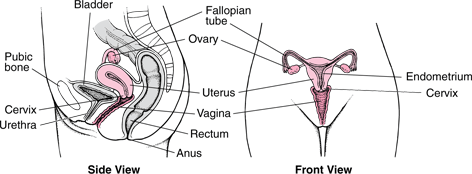 Bladder
Fallopian
tube
Ovary
Pubic
bone
Endometrium
Uterus
Cervix
Cervix
Vagina
Urethra
Rectum
Anus
Side View
Front View